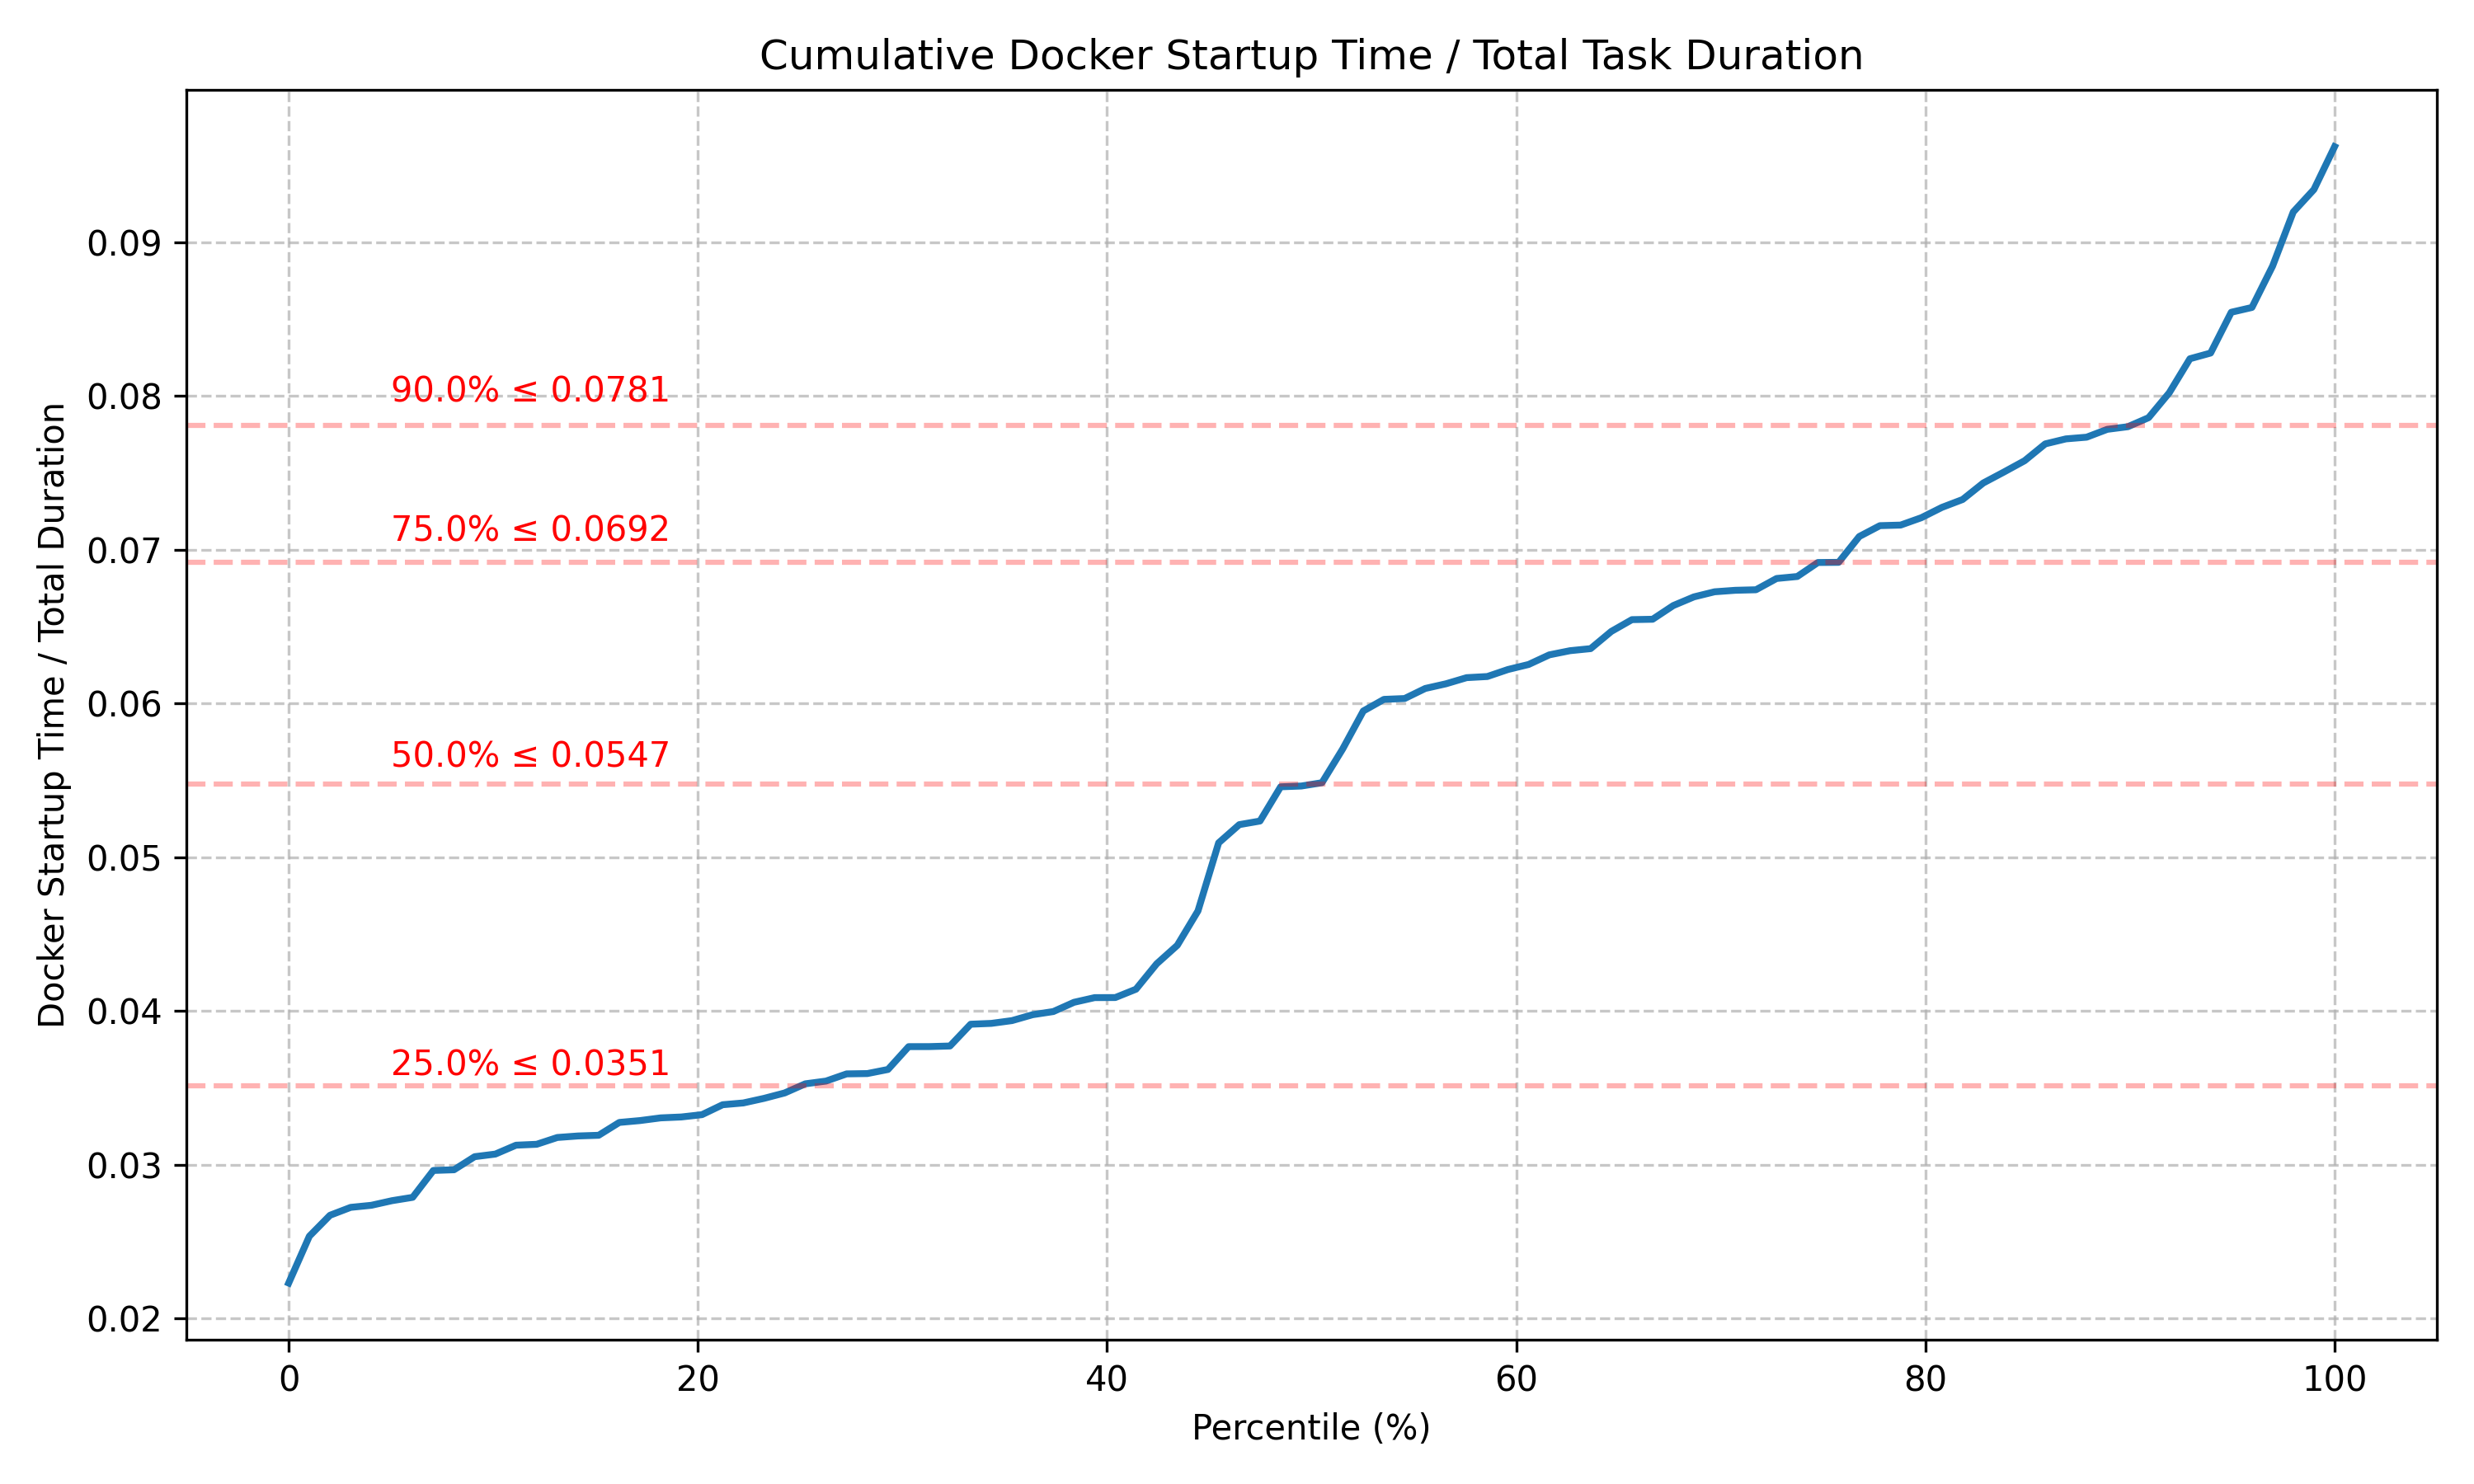 Cumulative Docker Startup Time / Total Task Duration
Docker Startup Time / Total Duration
0.09
0.08
0.07
0.06
0.05
0.04
0.03
0.02
90.0% ≤ 0.0781
75.0% ≤ 0.0692
50.0% ≤ 0.0547
25.0% ≤ 0.0351
0 20 40 60 80 100
Percentile (%)